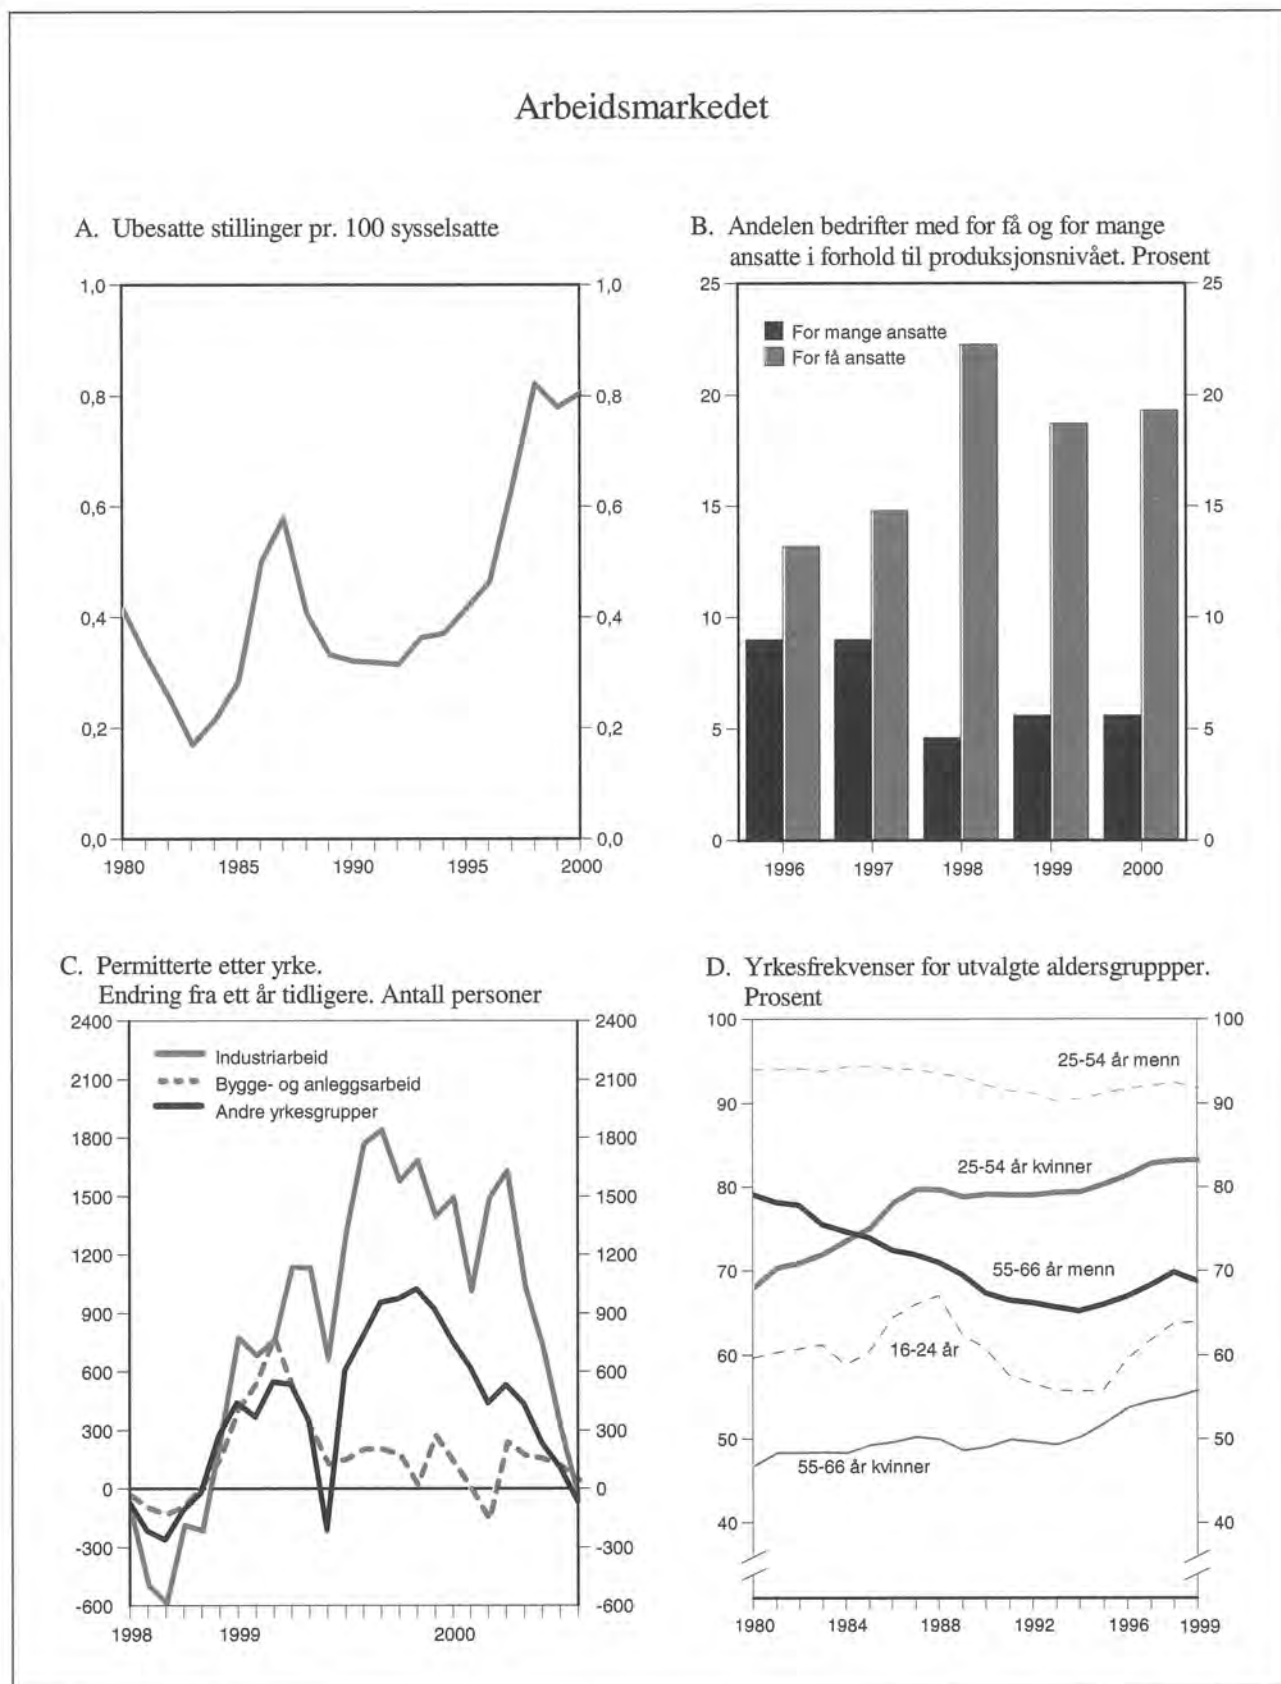 Arbeidsmarkedet
A. Ubesatte stillinger pr. 100 sysselsatte
1,0 1,0
0,8 0,8
0,6 0,6
0,4 0,4
0,2 0,2
0,0 0,0
1980 1985 1990 1995 2000
B. Andelen bedrifter med for få og for mange
ansatte i forhold til produksjonsnivået. Prosent
25 25
For mange ansatte
For få ansatte
20 20
15 15
10 10
5 5
0 0
1996 1997 1998 1999 2000
C. Permitterte etter yrke.
Endring fra ett år tidligere. Antall personer
2400 2400
Industriarbeid
2100 2100
Bygge- og anleggsarbeid
Andre yrkesgrupper
1800 1800
1500 1500
1200 1200
900 900
600 600
300 300
0 0
-300 -300
-600 -600
1998 1999 2000
D. Yrkesfrekvenser for utvalgte aldersgruppper.
Prosent
100 100
25-54 år menn
90 90
25-54 år kvinner
80 80
55-66 år menn
70 70
16-24 år
60 60
50 50
55-66 år kvinner
40 40
1980 1984 1988 1992 1996 1999